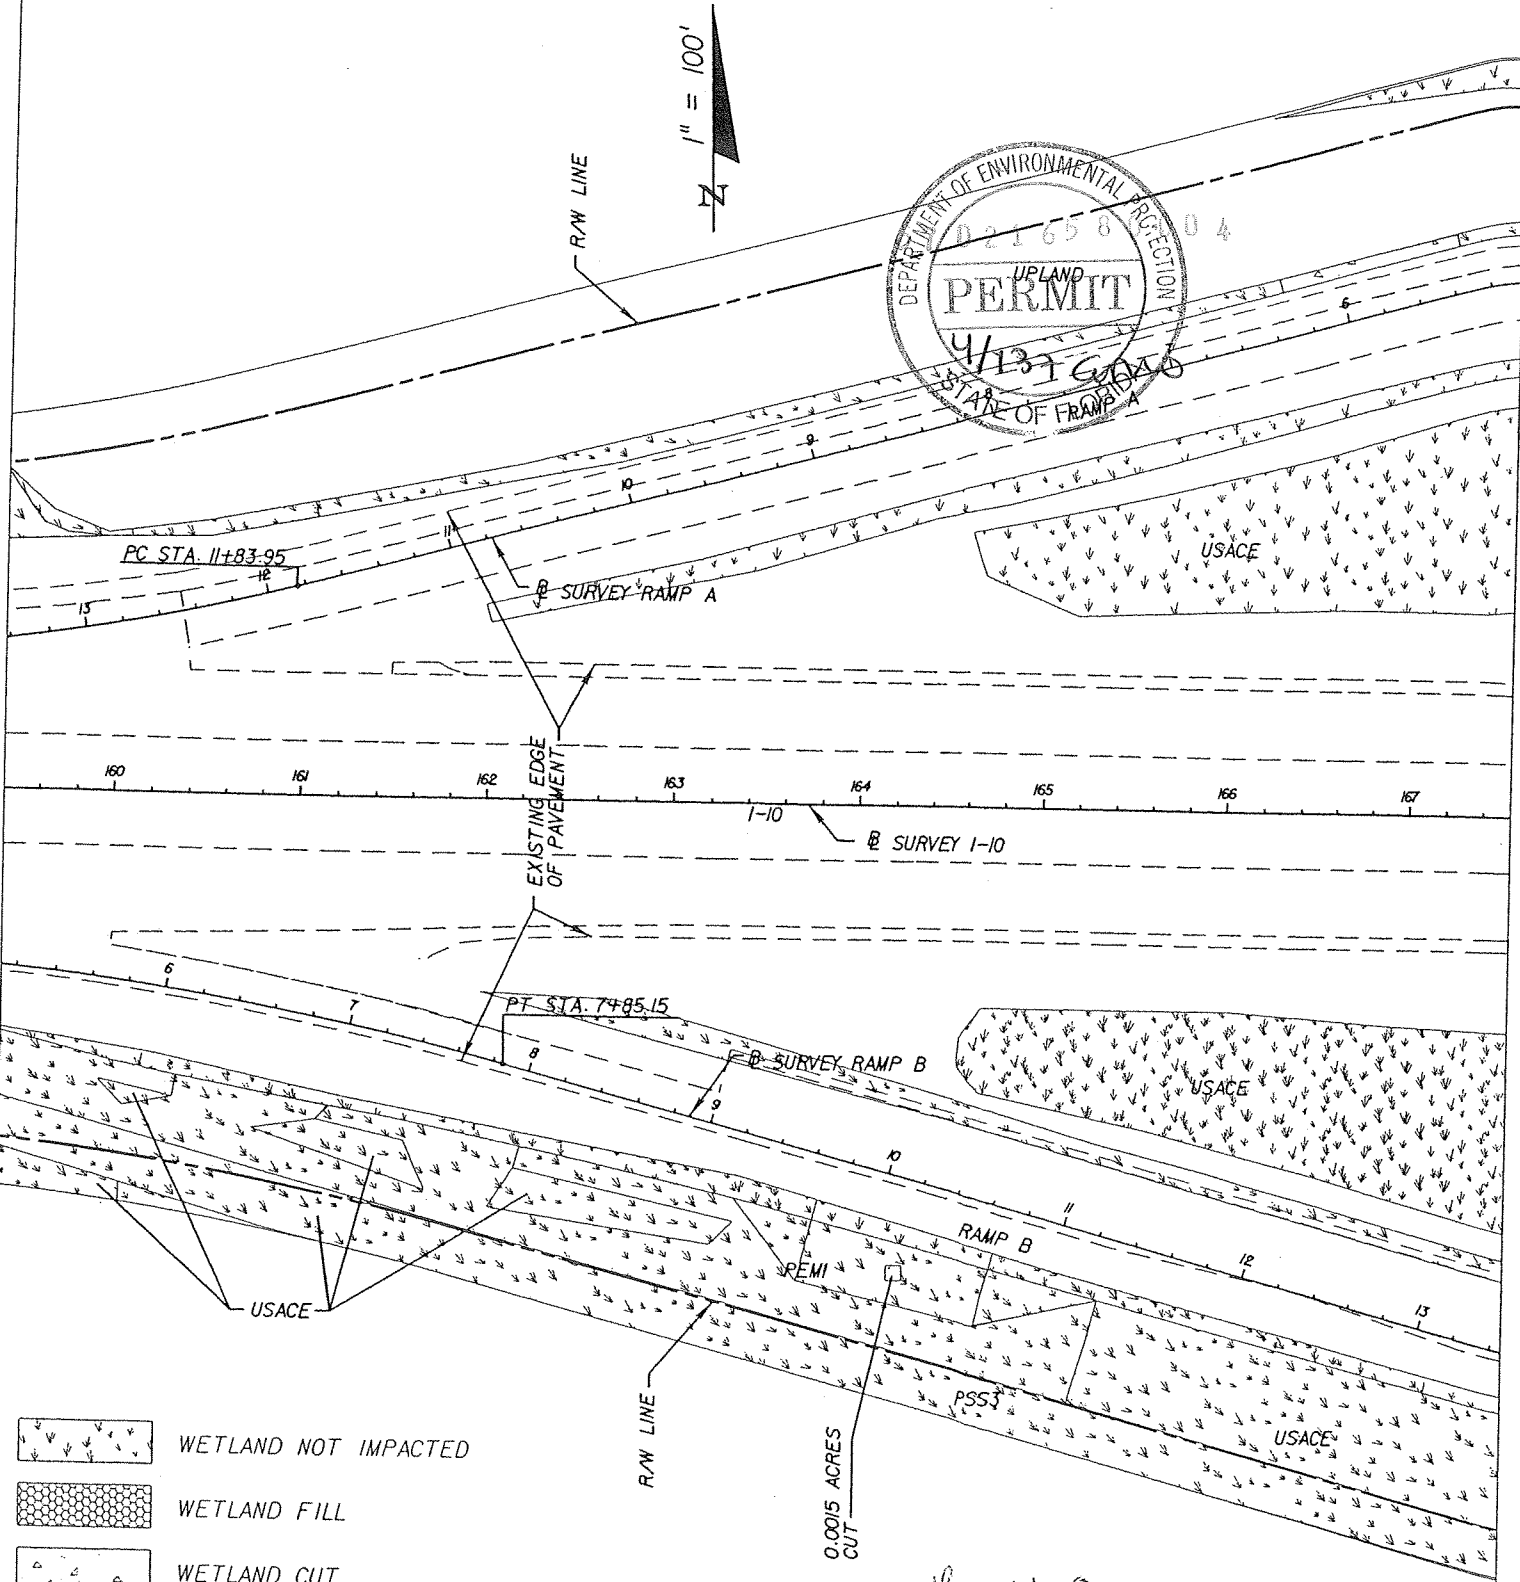 1" = 100'
N
R/W LINE
DEPARTMENT OF ENVIRONMENTAL PROTECTION
UPLAND
PERMIT
STATE OF FLORIDA
RAMP A
6
9
10
11
PC STA. 11+83.95
12
13
SURVEY RAMP A
USACE
EXISTING EDGE
OF PAVEMENT
160 161 162 163 164 165 166 167
I-10
SURVEY I-10
6
7
PT STA. 7+85.15
8
SURVEY RAMP B
9
USACE
10
11
RAMP B
12
PEM1
13
USACE
PSS3
USACE
R/W LINE
0.0015 ACRES
CUT
WETLAND NOT IMPACTED
WETLAND FILL
WETLAND CUT